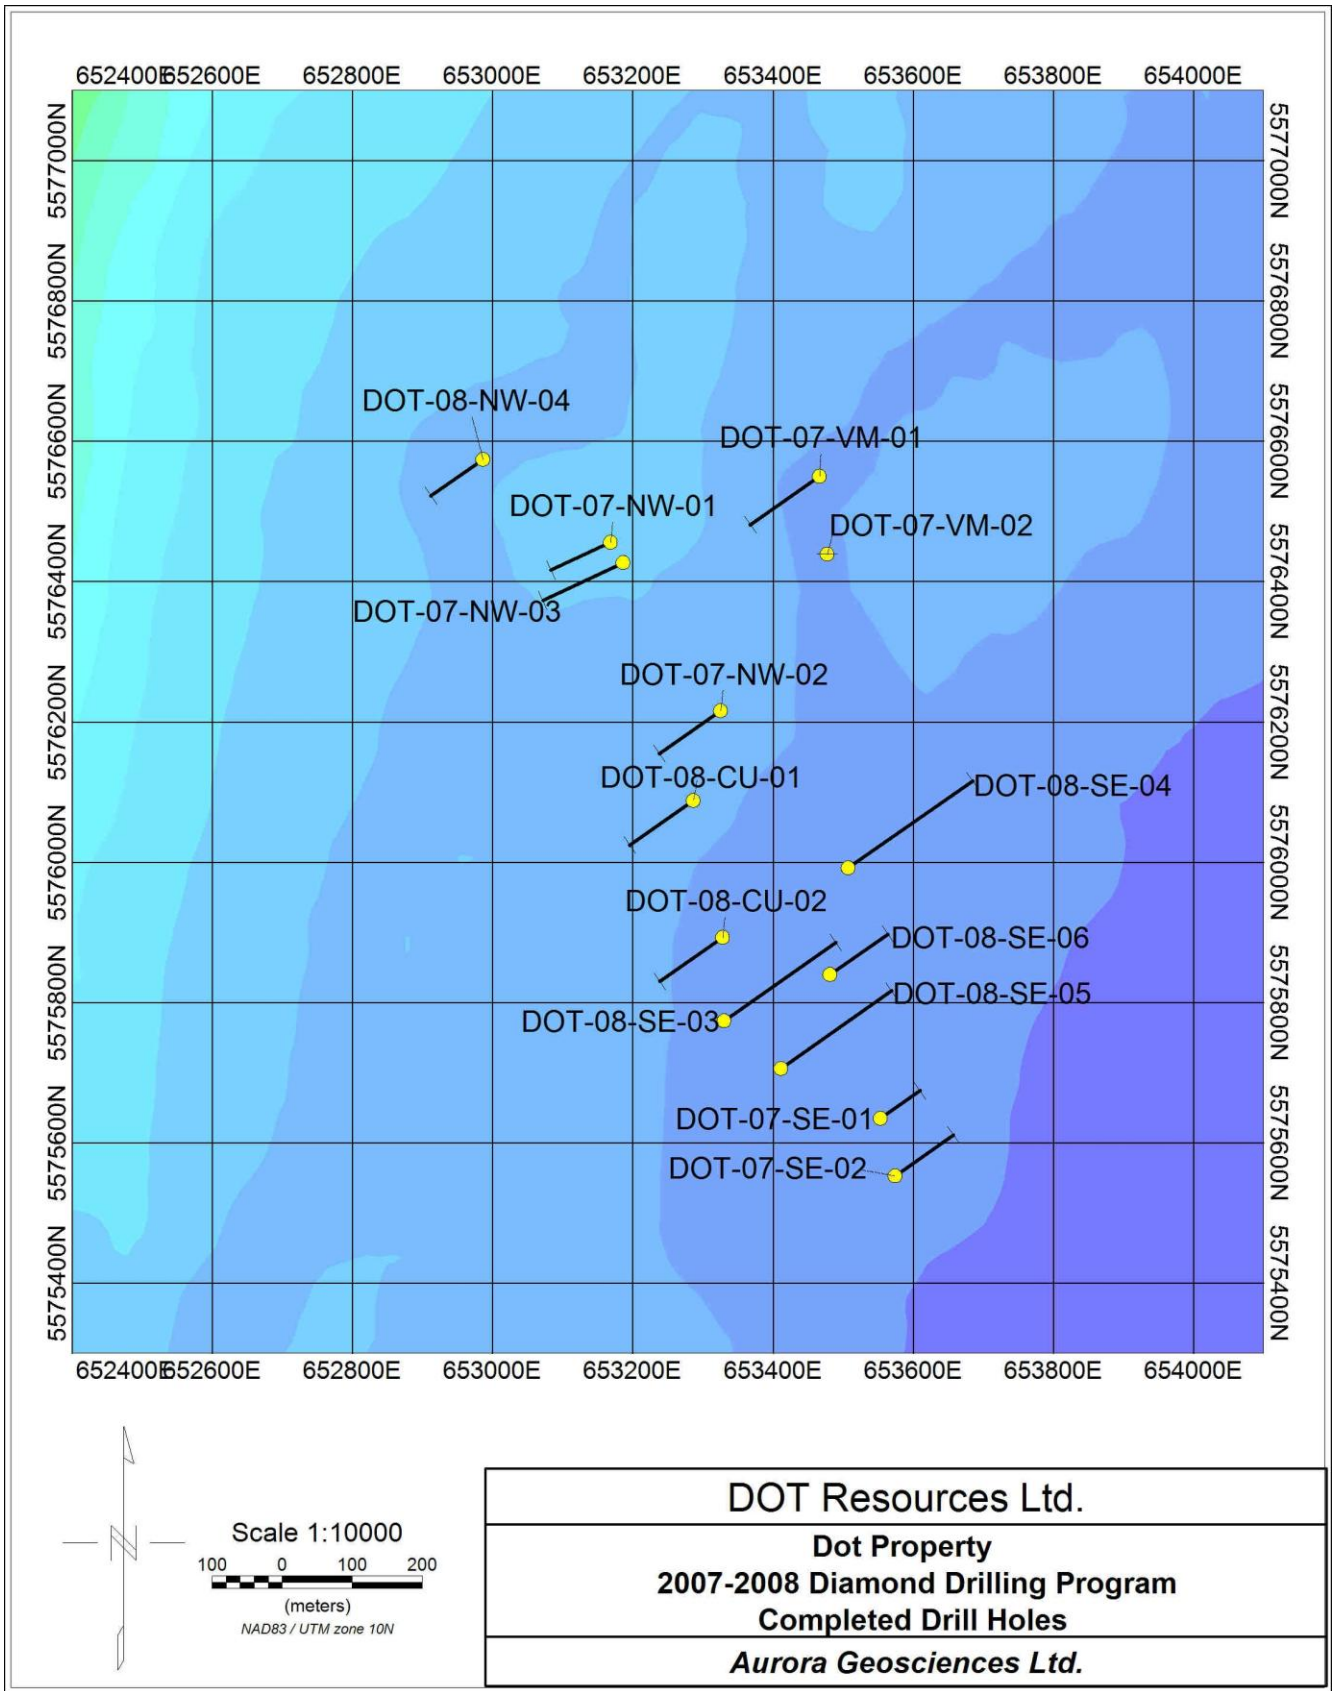 652400E 652600E 652800E 653000E 653200E 653400E 653600E 653800E 654000E
5577000N 5577000N
5576800N 5576800N
DOT-08-NW-04
5576600N 5576600N
DOT-07-VM-01
DOT-07-NW-01
DOT-07-VM-02
5576400N 5576400N
DOT-07-NW-03
DOT-07-NW-02
5576200N 5576200N
DOT-08-CU-01
DOT-08-SE-04
5576000N 5576000N
DOT-08-CU-02
DOT-08-SE-06
DOT-08-SE-05
5575800N 5575800N
DOT-08-SE-03
DOT-07-SE-01
5575600N 5575600N
DOT-07-SE-02
5575400N 5575400N
652400E 652600E 652800E 653000E 653200E 653400E 653600E 653800E 654000E
N
Scale 1:10000
100 0 100 200
(meters)
NAD83 / UTM zone 10N
DOT Resources Ltd.
Dot Property
2007-2008 Diamond Drilling Program
Completed Drill Holes
Aurora Geosciences Ltd.